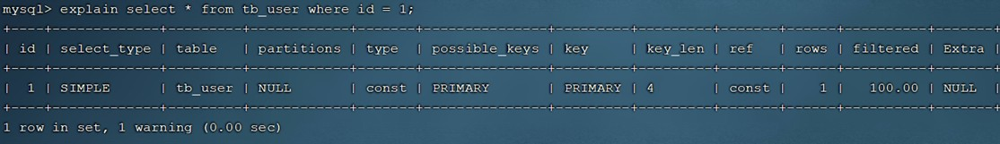 mysql> explain select * from tb_user where id = 1;
+----+-------------+---------+------------+-------+---------------+---------+---------+-------+------+----------+-------+
| id | select_type | table   | partitions | type  | possible_keys | key     | key_len | ref   | rows | filtered | Extra |
+----+-------------+---------+------------+-------+---------------+---------+---------+-------+------+----------+-------+
|  1 | SIMPLE      | tb_user | NULL       | const | PRIMARY       | PRIMARY | 4       | const |    1 |   100.00 | NULL  |
+----+-------------+---------+------------+-------+---------------+---------+---------+-------+------+----------+-------+
1 row in set, 1 warning (0.00 sec)